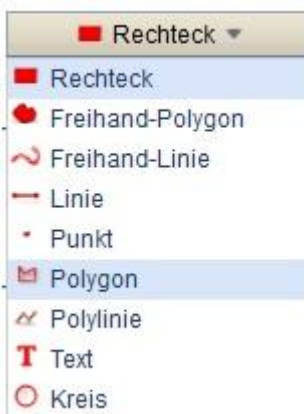 Rechteck
Rechteck
Freihand-Polygon
Freihand-Linie
Linie
Punkt
Polygon
Polylinie
T Text
Kreis